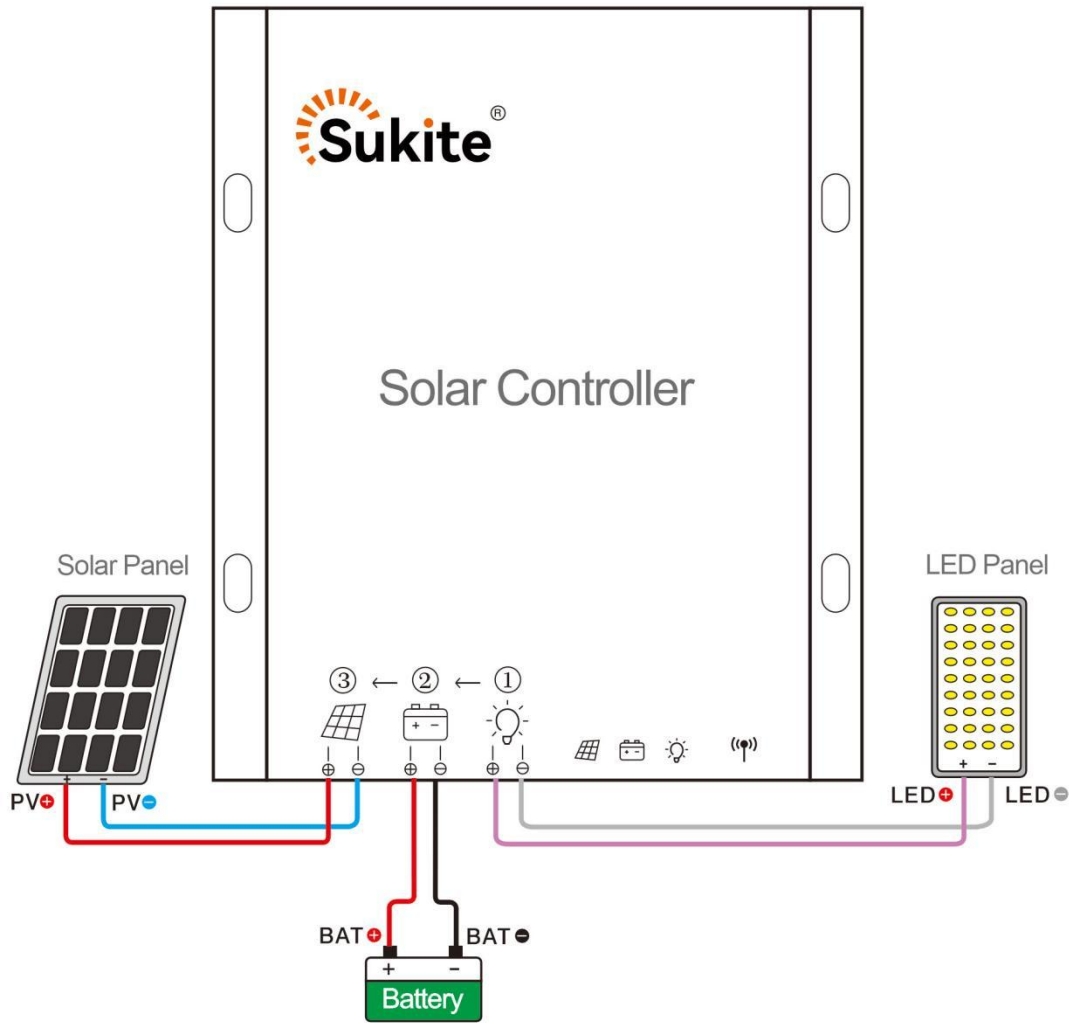 Sukite®
Solar Controller
Solar Panel
LED Panel
③ ← ② ← ①
+ -
+ -
⊕ ⊖ ⊕ ⊖ ⊕ ⊖
+ −
+ −
PV⊕ PV⊖
LED⊕ LED⊖
BAT⊕ BAT⊖
+ −
Battery